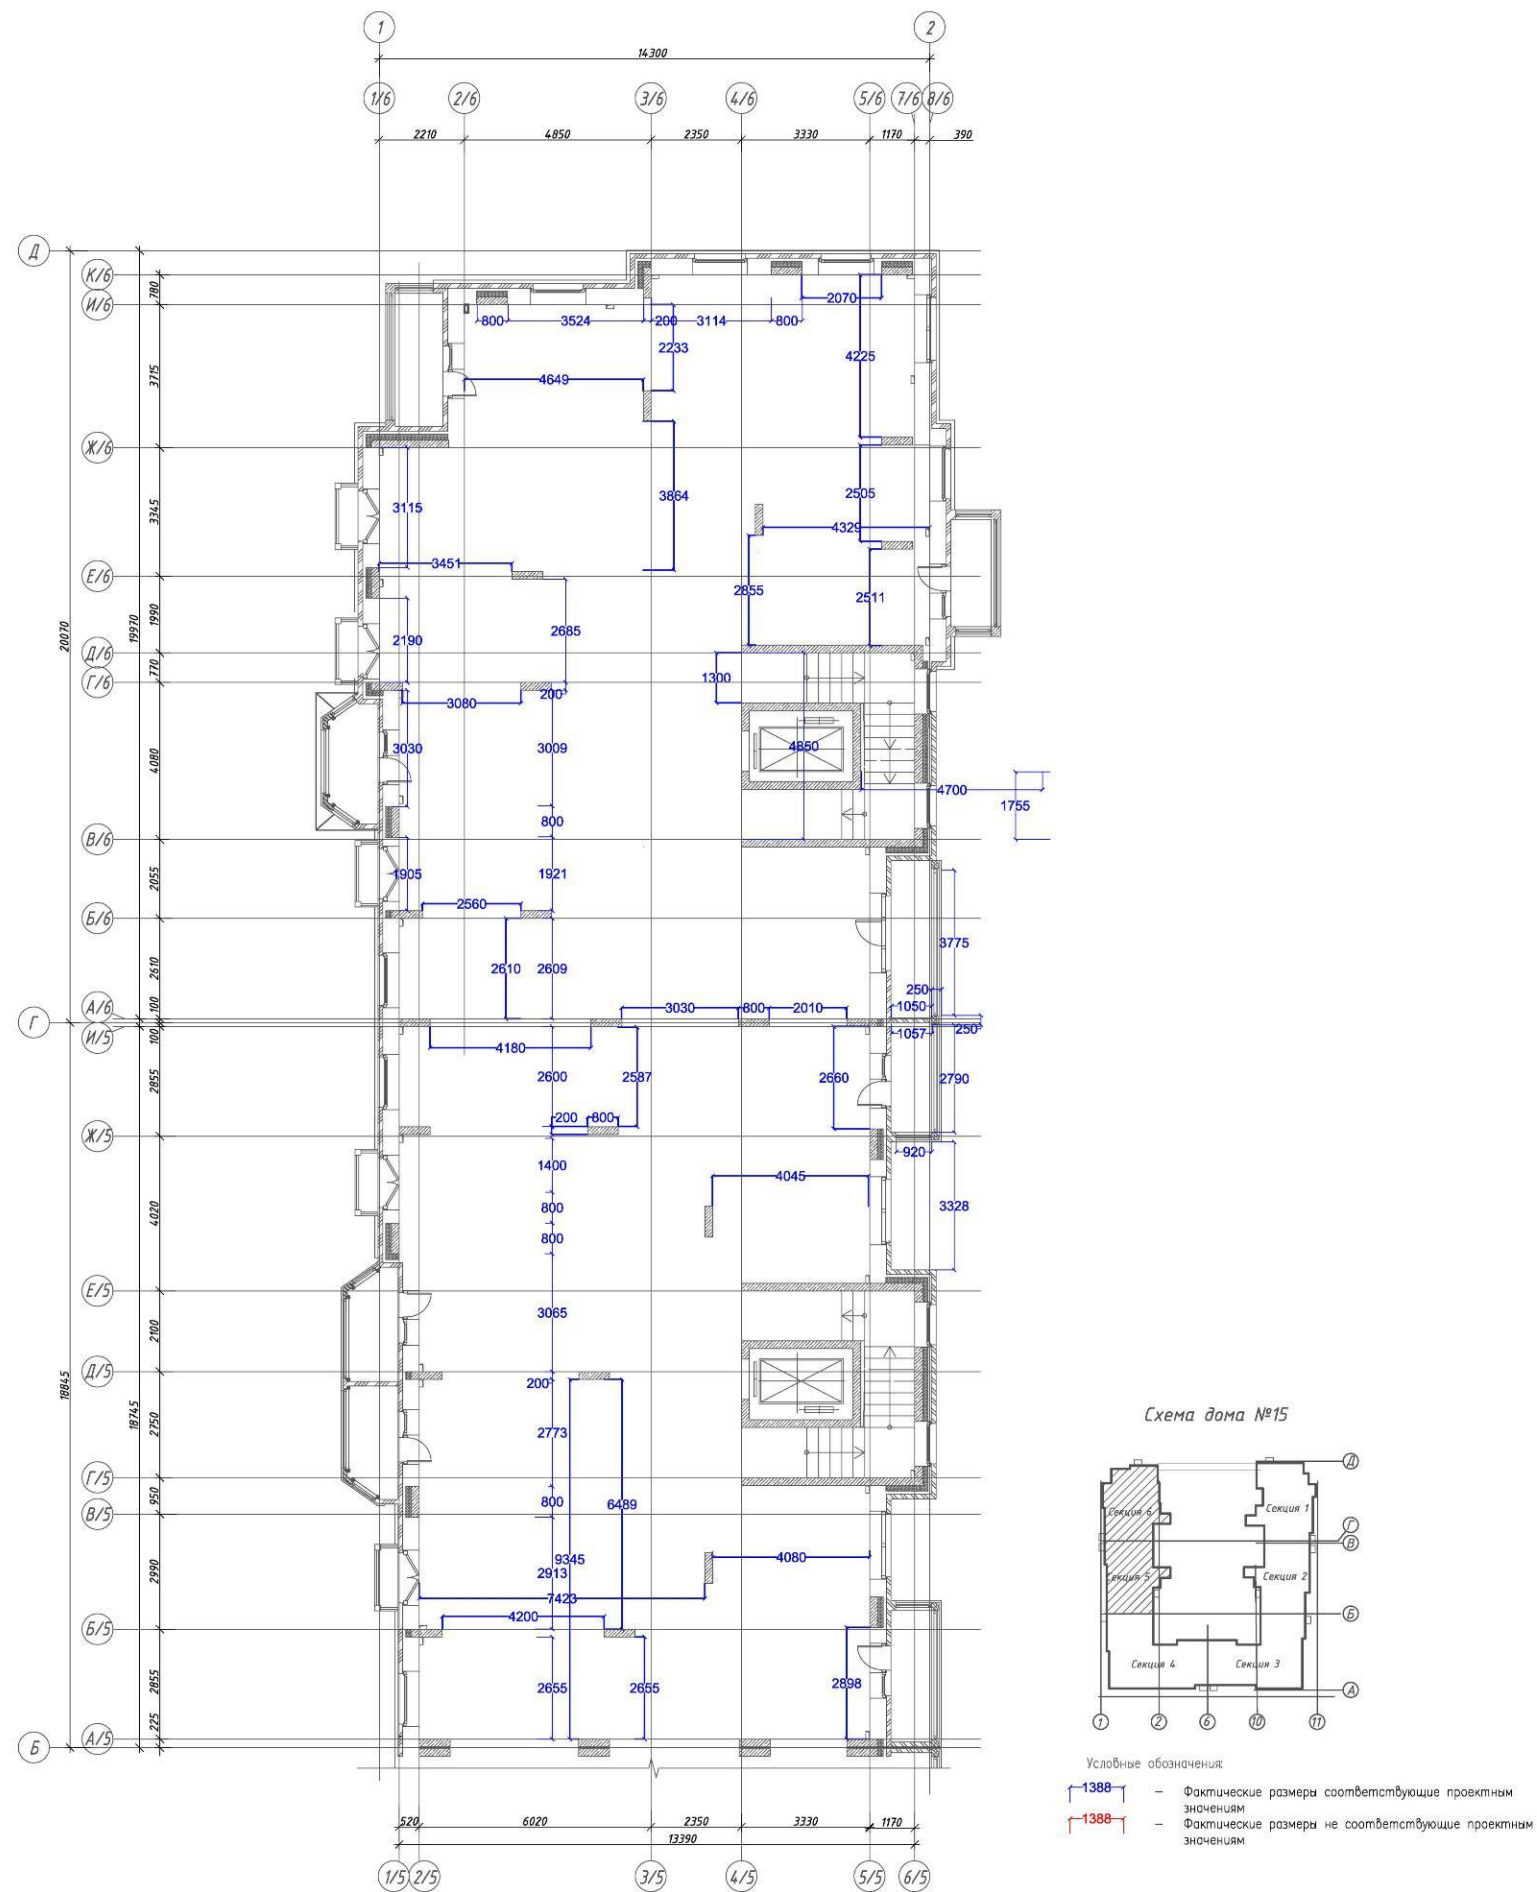 1 2
14300
1/6 2/6 3/6 4/6 5/6 7/6 8/6
2210 4850 2350 3330 1170 390
Д
К/6
780
2070
И/6
800 3524 200 3114 800
2233
4225
3715
4649
Ж/6
3864
2505
3115
3345
4329
3451
Е/6
2855
2511
1990
19970
20070
2190
2685
Д/6
770
1300
Г/6
200
3080
3030
3009
4850
4080
4700
1755
800
В/6
2055
1905
1921
2560
Б/6
3775
2610
2610
2609
250
А/6
100
3030 800 2010
1050
Г
И/5
100
1057
250
4180
2855
2600
2587
2660
2790
200 800
Ж/5
920
1400
4045
800
3328
4020
800
Е/5
3065
2100
Д/5
200
18845
18745
2750
2773
Г/5
950
800
6489
В/5
2990
9345
4080
2913
7423
4200
Б/5
2855
2655
2655
2898
225
А/5
Б
520 6020 2350 3330 1170
13390
1/5 2/5 3/5 4/5 5/5 6/5
Схема дома №15
Д
Секция 6
Секция 1
Г
В
Секция 5
Секция 2
Б
Секция 4
Секция 3
А
1 2 6 10 11
Условные обозначения:
1388 – Фактические размеры соответствующие проектным
значениям
1388 – Фактические размеры не соответствующие проектным
значениям